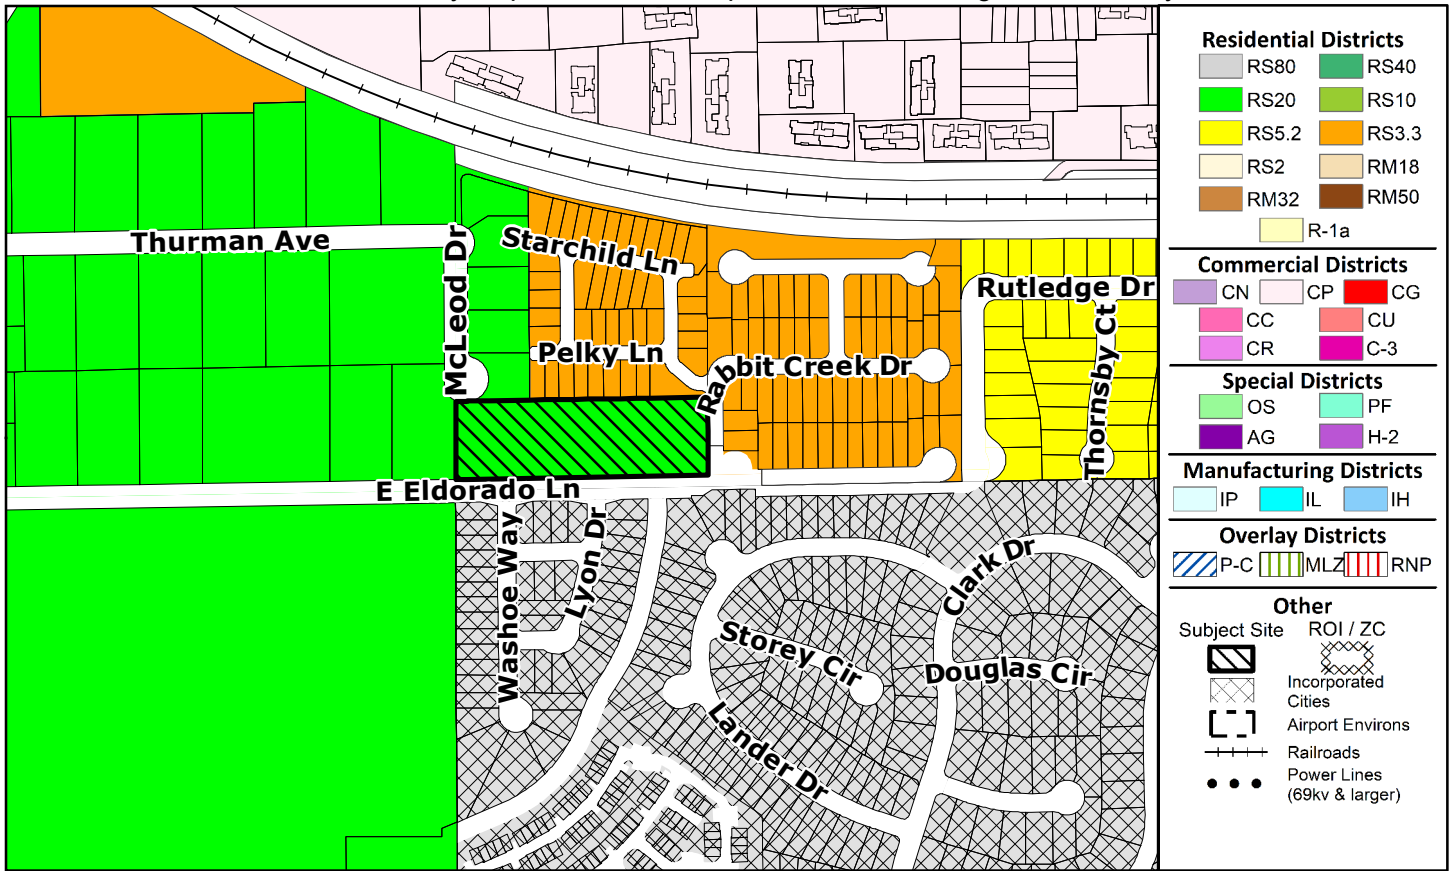 Thurman Ave
McLeod Dr
Starchild Ln
Pelky Ln
Rabbit Creek Dr
Rutledge Dr
Thornsby Ct
E Eldorado Ln
Washoe Way
Lyon Dr
Clark Dr
Storey Cir
Douglas Cir
Lander Dr
Residential Districts
RS80 RS40
RS20 RS10
RS5.2 RS3.3
RS2 RM18
RM32 RM50
R-1a
Commercial Districts
CN CP CG
CC CU
CR C-3
Special Districts
OS PF
AG H-2
Manufacturing Districts
IP IL IH
Overlay Districts
P-C MLZ RNP
Other
Subject Site ROI / ZC
Incorporated
Cities
Airport Environs
Railroads
Power Lines
(69kv & larger)